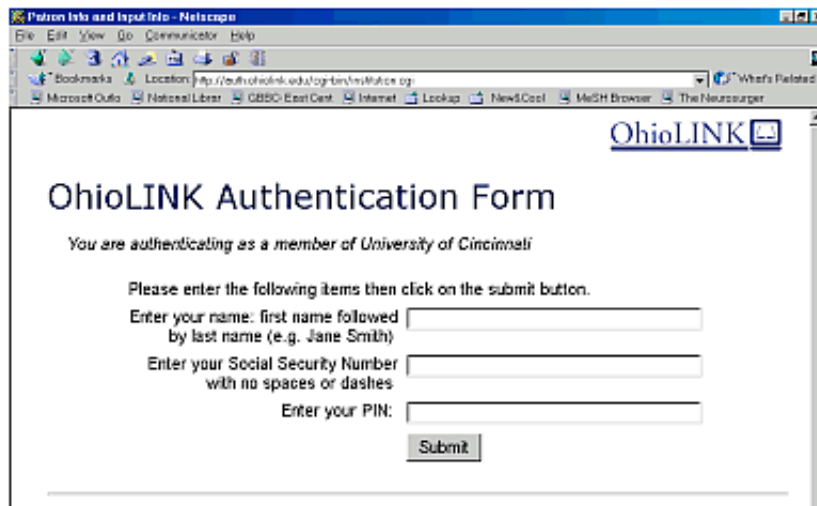 Patron Info and Input Info - Netscape
File Edit View Go Communicator Help
Bookmarks Location: http://auth.ohiolink.edu/cgi-bin/institution.cgi What's Related
Microsoft Outlo National Librar GBBC-East Cent Internet Lookup New&Cool MeSH Browser The Neurosurger
OhioLINK
OhioLINK Authentication Form
You are authenticating as a member of University of Cincinnati
Please enter the following items then click on the submit button.
Enter your name: first name followed
by last name (e.g. Jane Smith)
Enter your Social Security Number
with no spaces or dashes
Enter your PIN:
Submit